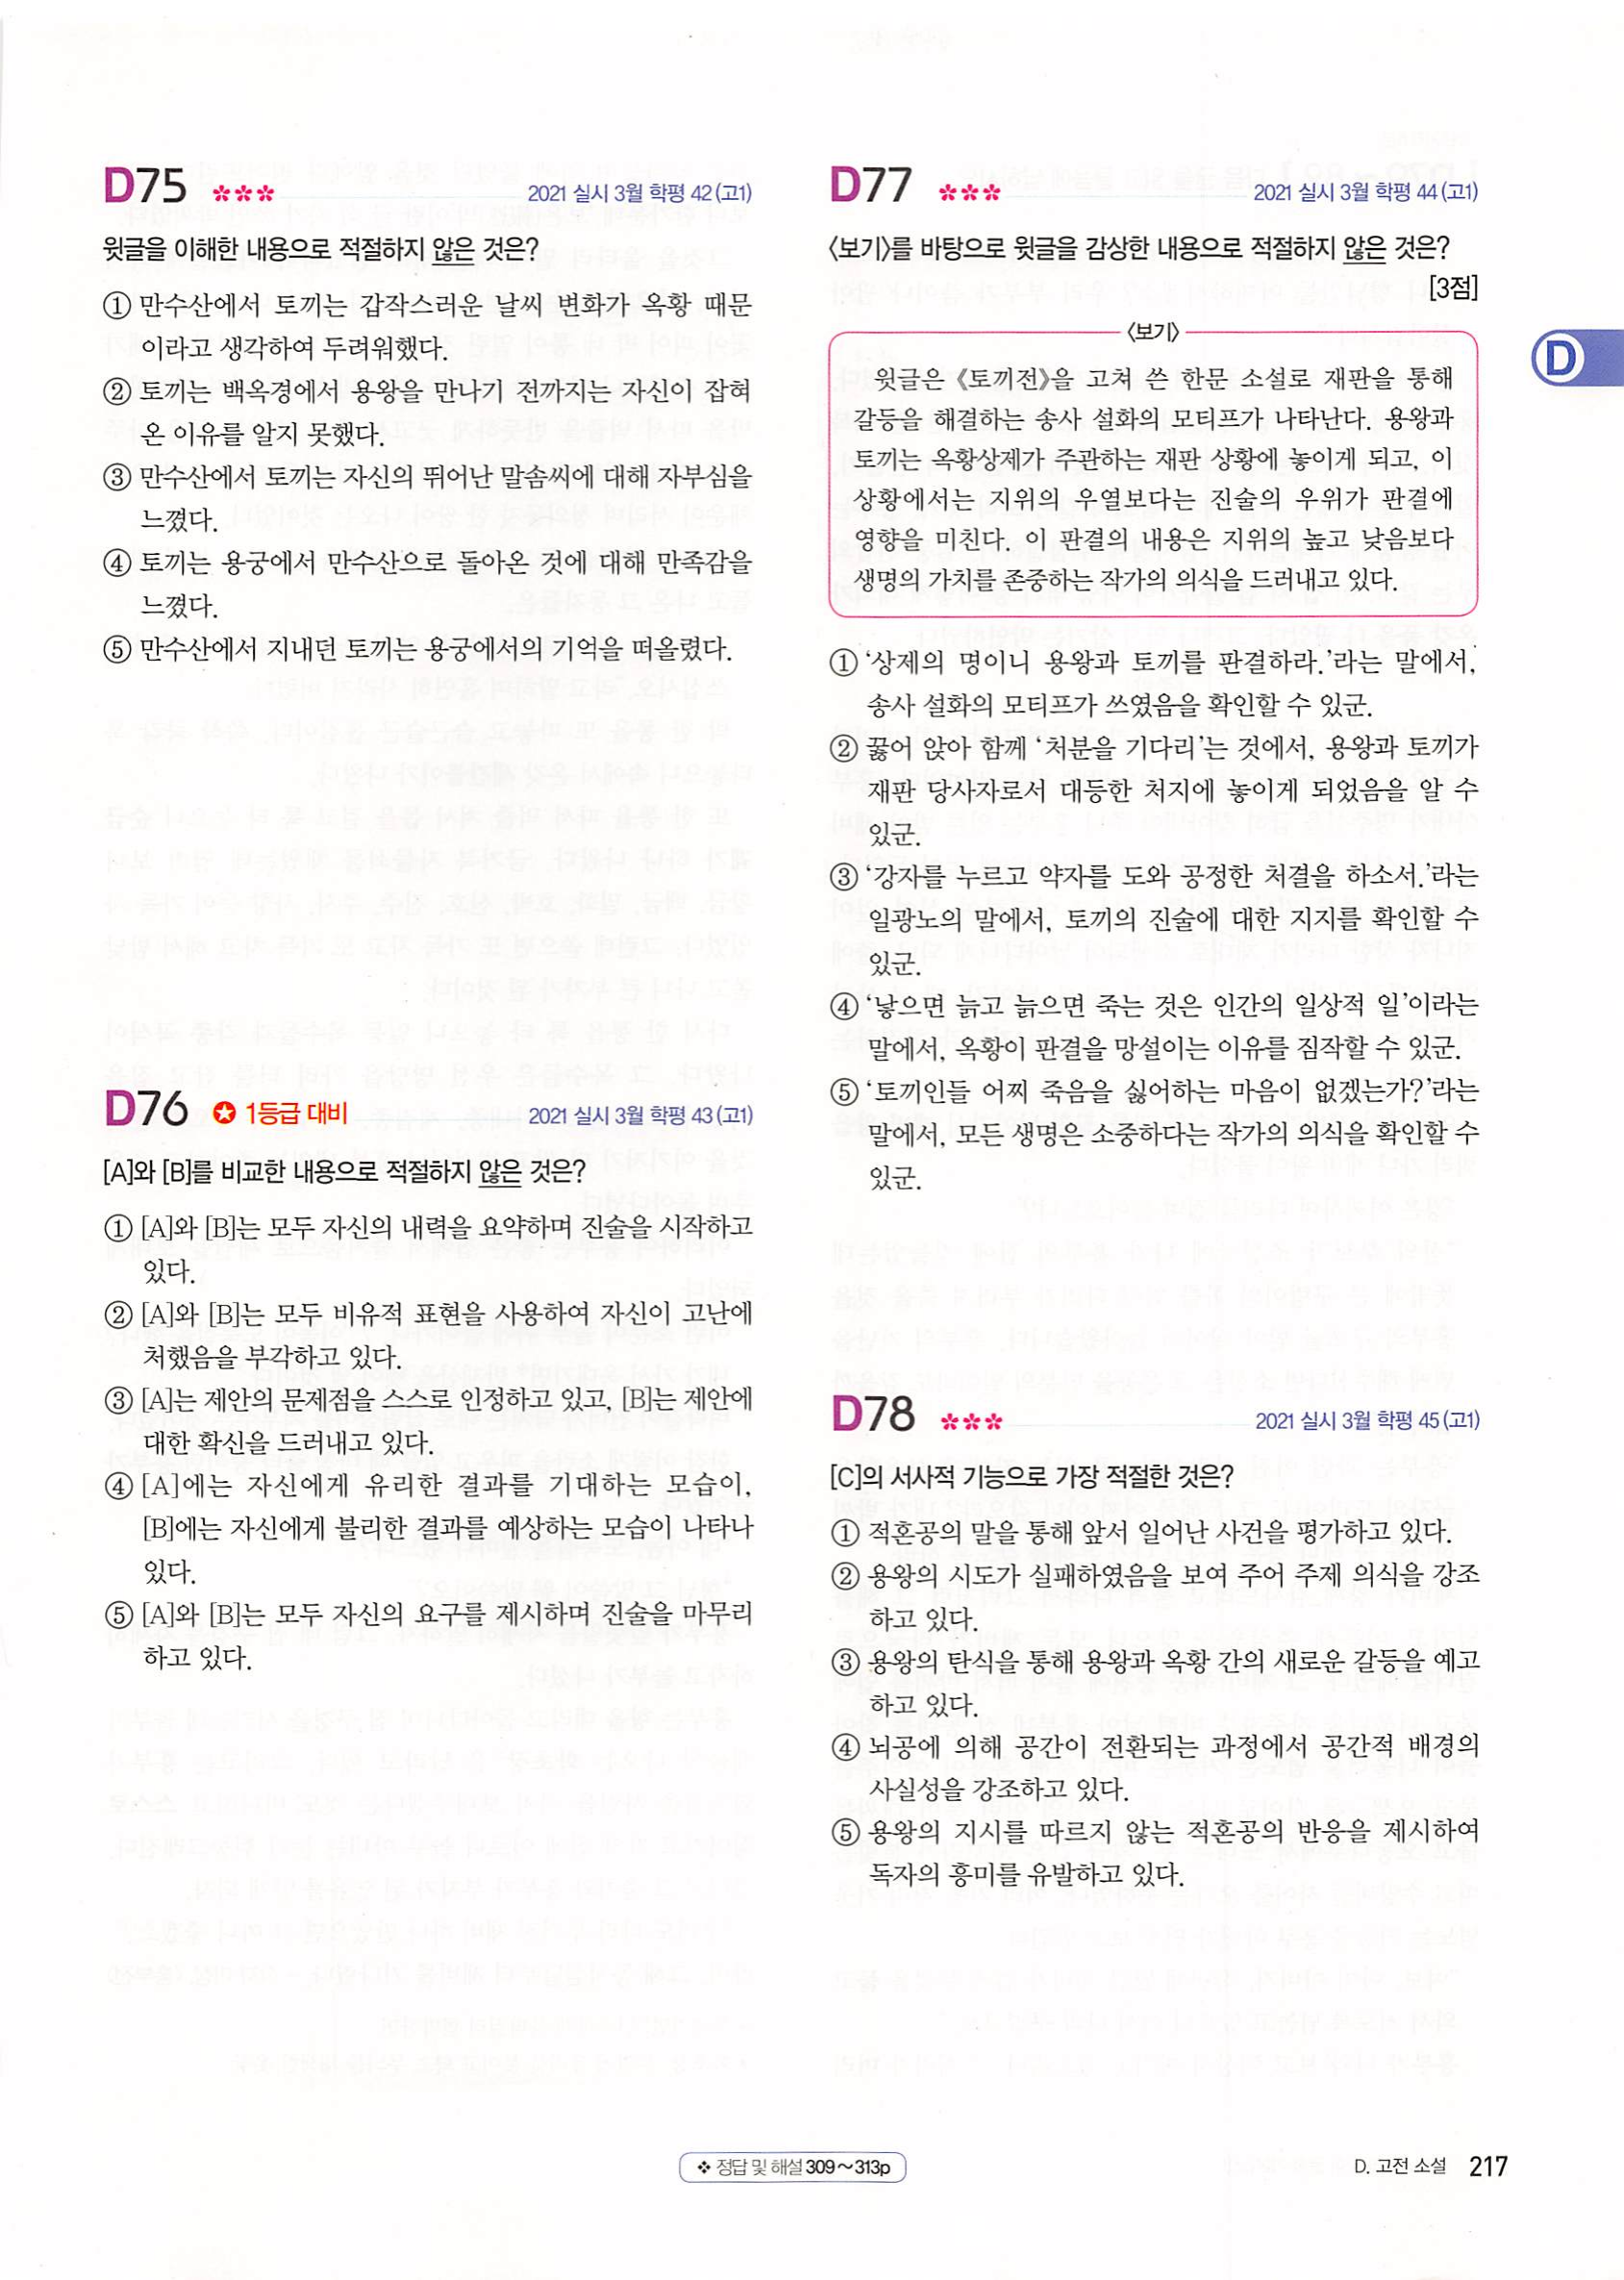 D75 ✽✽✽ 2021 실시 3월 학평 42 (고1)
윗글을 이해한 내용으로 적절하지 않은 것은?
① 만수산에서 토끼는 갑작스러운 날씨 변화가 옥황 때문
이라고 생각하여 두려워했다.
② 토끼는 백옥경에서 용왕을 만나기 전까지는 자신이 잡혀
온 이유를 알지 못했다.
③ 만수산에서 토끼는 자신의 뛰어난 말솜씨에 대해 자부심을
느꼈다.
④ 토끼는 용궁에서 만수산으로 돌아온 것에 대해 만족감을
느꼈다.
⑤ 만수산에서 지내던 토끼는 용궁에서의 기억을 떠올렸다.
D76 ✪ 1등급 대비 2021 실시 3월 학평 43 (고1)
[A]와 [B]를 비교한 내용으로 적절하지 않은 것은?
① [A]와 [B]는 모두 자신의 내력을 요약하며 진술을 시작하고
있다.
② [A]와 [B]는 모두 비유적 표현을 사용하여 자신이 고난에
처했음을 부각하고 있다.
③ [A]는 제안의 문제점을 스스로 인정하고 있고, [B]는 제안에
대한 확신을 드러내고 있다.
④ [A]에는 자신에게 유리한 결과를 기대하는 모습이,
[B]에는 자신에게 불리한 결과를 예상하는 모습이 나타나
있다.
⑤ [A]와 [B]는 모두 자신의 요구를 제시하며 진술을 마무리
하고 있다.
D77 ✽✽✽ 2021 실시 3월 학평 44 (고1)
〈보기〉를 바탕으로 윗글을 감상한 내용으로 적절하지 않은 것은?
[3점]
〈보기〉
윗글은 《토끼전》을 고쳐 쓴 한문 소설로 재판을 통해
갈등을 해결하는 송사 설화의 모티프가 나타난다. 용왕과
토끼는 옥황상제가 주관하는 재판 상황에 놓이게 되고, 이
상황에서는 지위의 우열보다는 진술의 우위가 판결에
영향을 미친다. 이 판결의 내용은 지위의 높고 낮음보다
생명의 가치를 존중하는 작가의 의식을 드러내고 있다.
① ‘상제의 명이니 용왕과 토끼를 판결하라.’라는 말에서,
송사 설화의 모티프가 쓰였음을 확인할 수 있군.
② 꿇어 앉아 함께 ‘처분을 기다리’는 것에서, 용왕과 토끼가
재판 당사자로서 대등한 처지에 놓이게 되었음을 알 수
있군.
③ ‘강자를 누르고 약자를 도와 공정한 처결을 하소서.’라는
일광노의 말에서, 토끼의 진술에 대한 지지를 확인할 수
있군.
④ ‘낳으면 늙고 늙으면 죽는 것은 인간의 일상적 일’이라는
말에서, 옥황이 판결을 망설이는 이유를 짐작할 수 있군.
⑤ ‘토끼인들 어찌 죽음을 싫어하는 마음이 없겠는가?’라는
말에서, 모든 생명은 소중하다는 작가의 의식을 확인할 수
있군.
D78 ✽✽✽ 2021 실시 3월 학평 45 (고1)
[C]의 서사적 기능으로 가장 적절한 것은?
① 적혼공의 말을 통해 앞서 일어난 사건을 평가하고 있다.
② 용왕의 시도가 실패하였음을 보여 주어 주제 의식을 강조
하고 있다.
③ 용왕의 탄식을 통해 용왕과 옥황 간의 새로운 갈등을 예고
하고 있다.
④ 뇌공에 의해 공간이 전환되는 과정에서 공간적 배경의
사실성을 강조하고 있다.
⑤ 용왕의 지시를 따르지 않는 적혼공의 반응을 제시하여
독자의 흥미를 유발하고 있다.
D
❖ 정답 및 해설 309~313p
D. 고전 소설 217